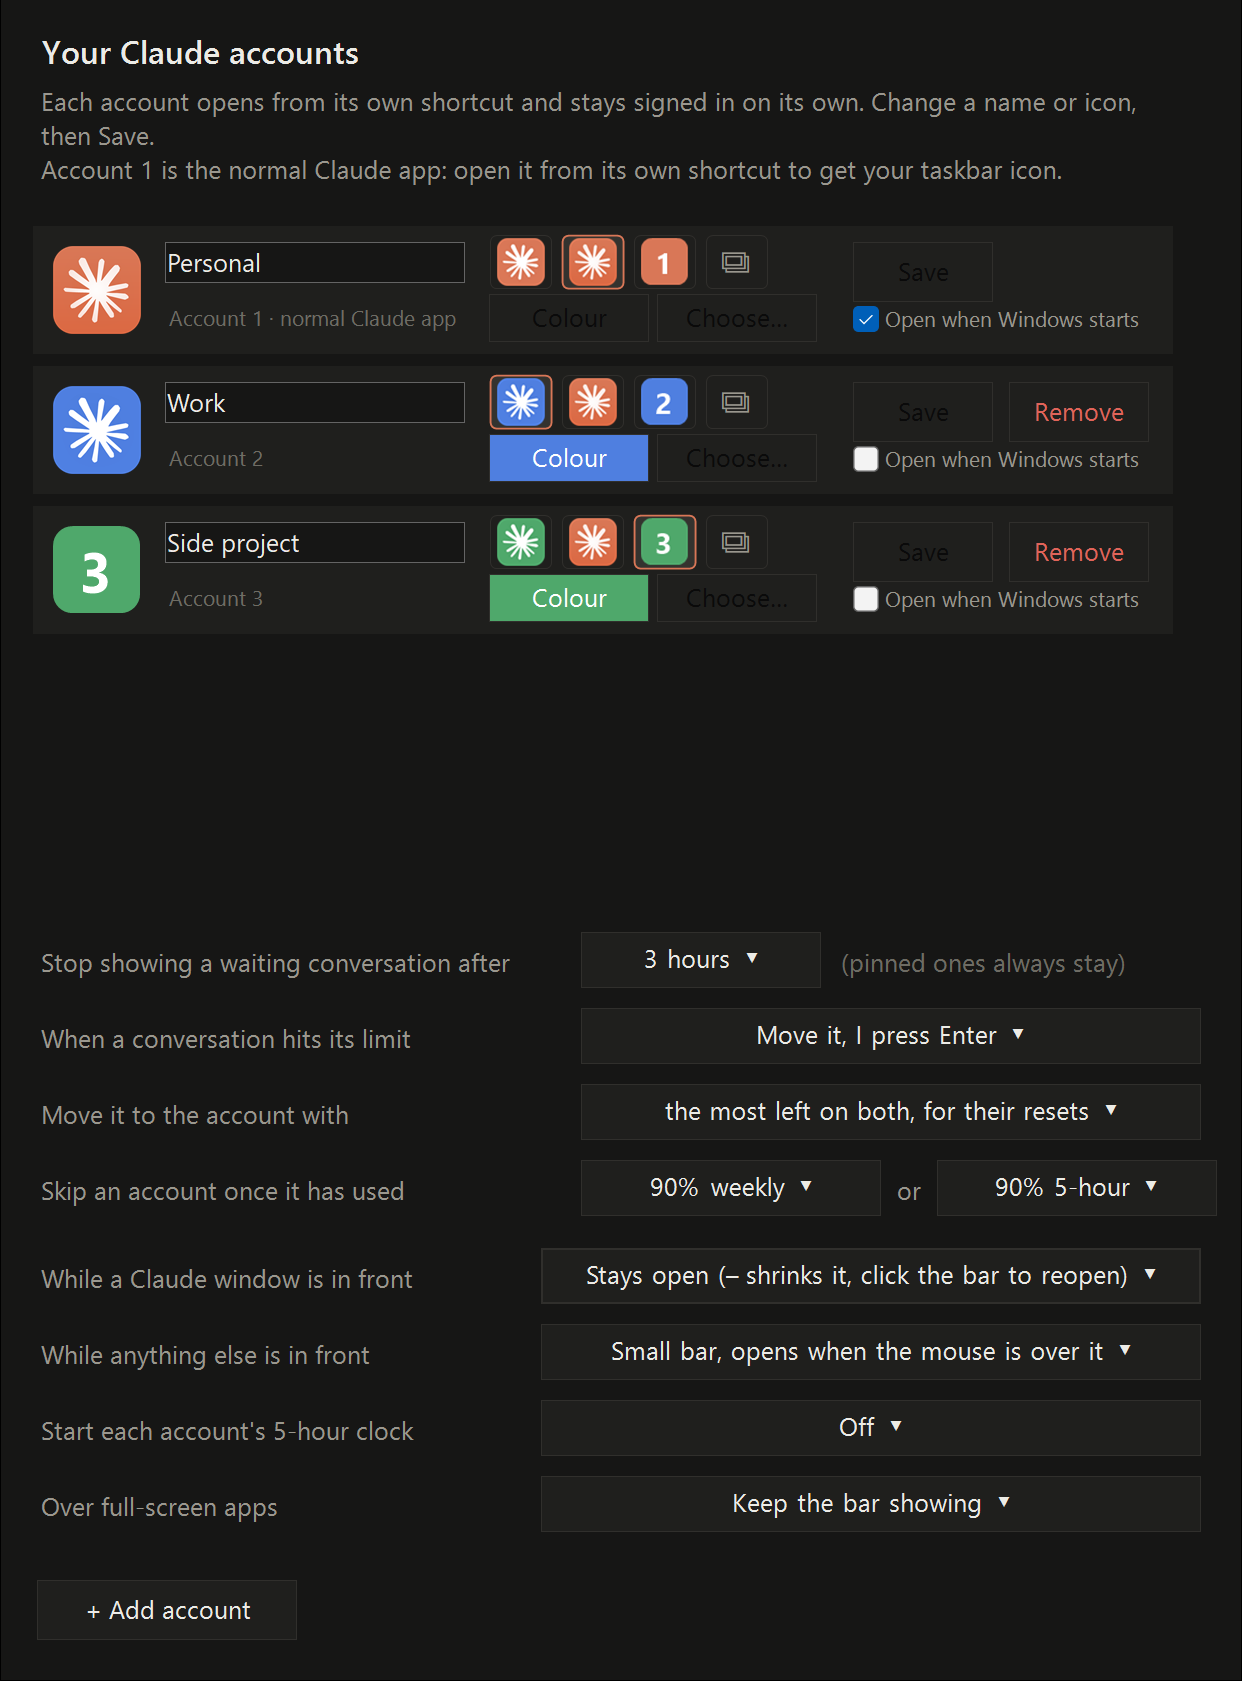 Your Claude accounts
Each account opens from its own shortcut and stays signed in on its own. Change a name or icon,
then Save.
Account 1 is the normal Claude app: open it from its own shortcut to get your taskbar icon.
Personal
1
Save
Account 1 · normal Claude app
Colour
Choose...
Open when Windows starts
Work
2
Save
Remove
Account 2
Colour
Choose...
Open when Windows starts
3
Side project
3
Save
Remove
Account 3
Colour
Choose...
Open when Windows starts
Stop showing a waiting conversation after 3 hours ▼ (pinned ones always stay)
When a conversation hits its limit Move it, I press Enter ▼
Move it to the account with the most left on both, for their resets ▼
Skip an account once it has used 90% weekly ▼ or 90% 5-hour ▼
While a Claude window is in front Stays open (– shrinks it, click the bar to reopen) ▼
While anything else is in front Small bar, opens when the mouse is over it ▼
Start each account's 5-hour clock Off ▼
Over full-screen apps Keep the bar showing ▼
+ Add account